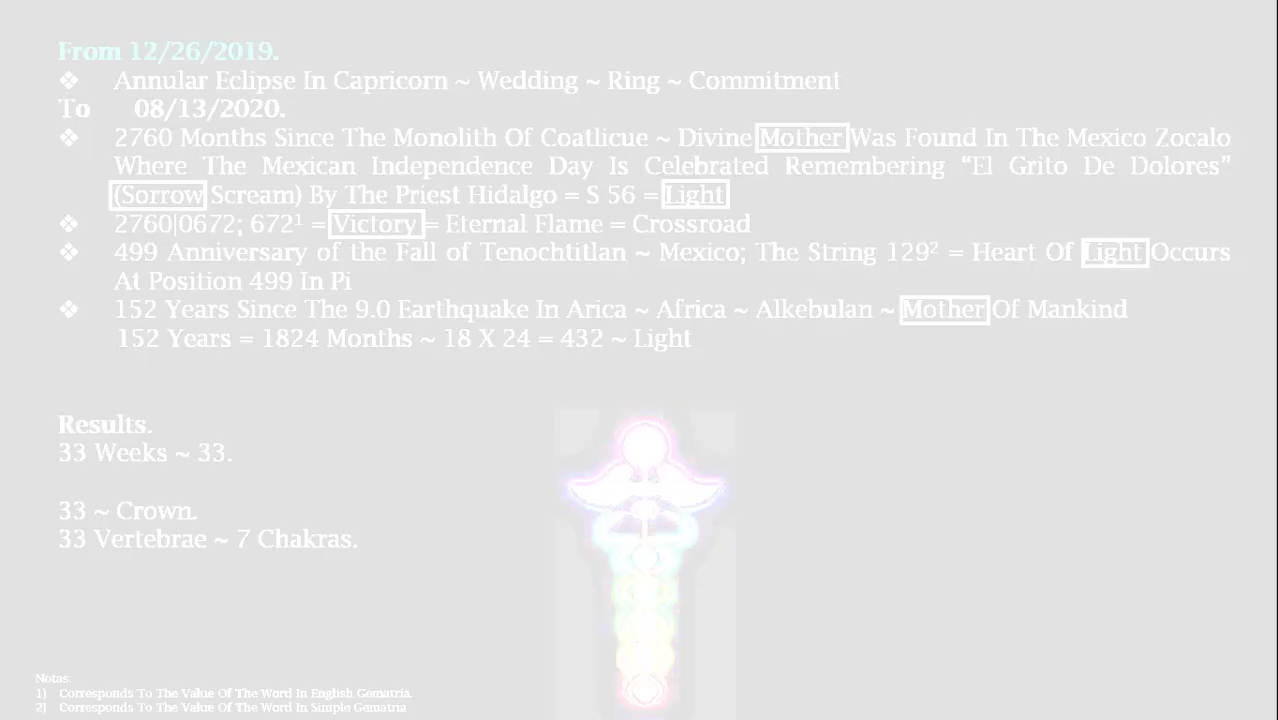 From 12/26/2019.
❖ Annular Eclipse In Capricorn ~ Wedding ~ Ring ~ Commitment
To 08/13/2020.
❖ 2760 Months Since The Monolith Of Coatlicue ~ Divine Mother Was Found In The Mexico Zocalo
Where The Mexican Independence Day Is Celebrated Remembering “El Grito De Dolores”
(Sorrow Scream) By The Priest Hidalgo = S 56 = Light
❖ 2760|0672; 672¹ = Victory = Eternal Flame = Crossroad
❖ 499 Anniversary of the Fall of Tenochtitlan ~ Mexico; The String 129² = Heart Of Light Occurs
At Position 499 In Pi
❖ 152 Years Since The 9.0 Earthquake In Arica ~ Africa ~ Alkebulan ~ Mother Of Mankind
152 Years = 1824 Months ~ 18 X 24 = 432 ~ Light
Results.
33 Weeks ~ 33.
33 ~ Crown.
33 Vertebrae ~ 7 Chakras.
Notas:
1) Corresponds To The Value Of The Word In English Gematria.
2) Corresponds To The Value Of The Word In Simple Gematria